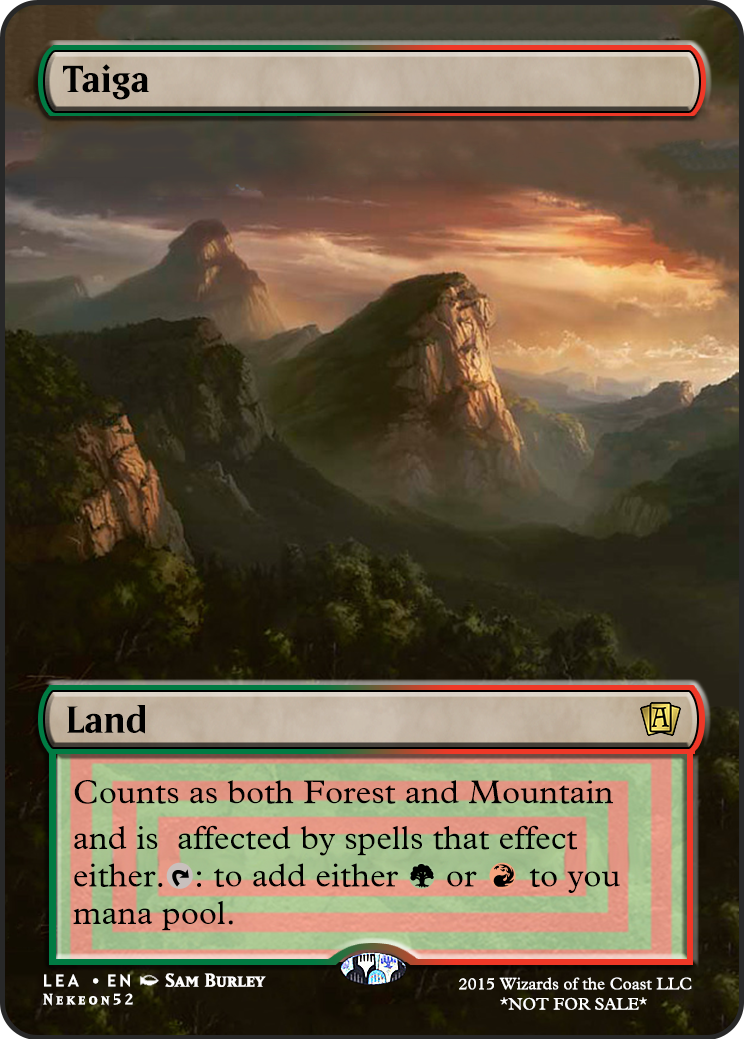 Taiga
Land
A
Counts as both Forest and Mountain
and is affected by spells that effect
either. : to add either or to you
mana pool.
LEA • EN SAM BURLEY
NEKEON52
2015 Wizards of the Coast LLC
*NOT FOR SALE*